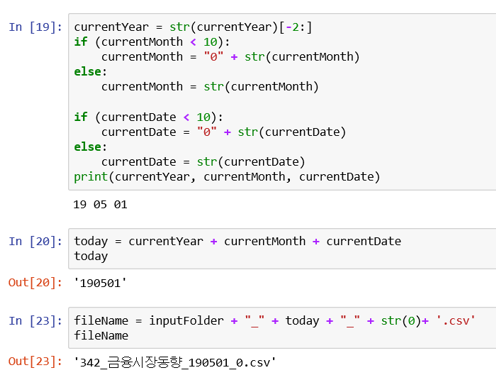 In [19]: currentYear = str(currentYear)[-2:]
if (currentMonth < 10):
    currentMonth = "0" + str(currentMonth)
else:
    currentMonth = str(currentMonth)

if (currentDate < 10):
    currentDate = "0" + str(currentDate)
else:
    currentDate = str(currentDate)
print(currentYear, currentMonth, currentDate)
19 05 01
In [20]: today = currentYear + currentMonth + currentDate
today
Out[20]: '190501'
In [23]: fileName = inputFolder + "_" + today + "_" + str(0)+ '.csv'
fileName
Out[23]: '342_금융시장동향_190501_0.csv'